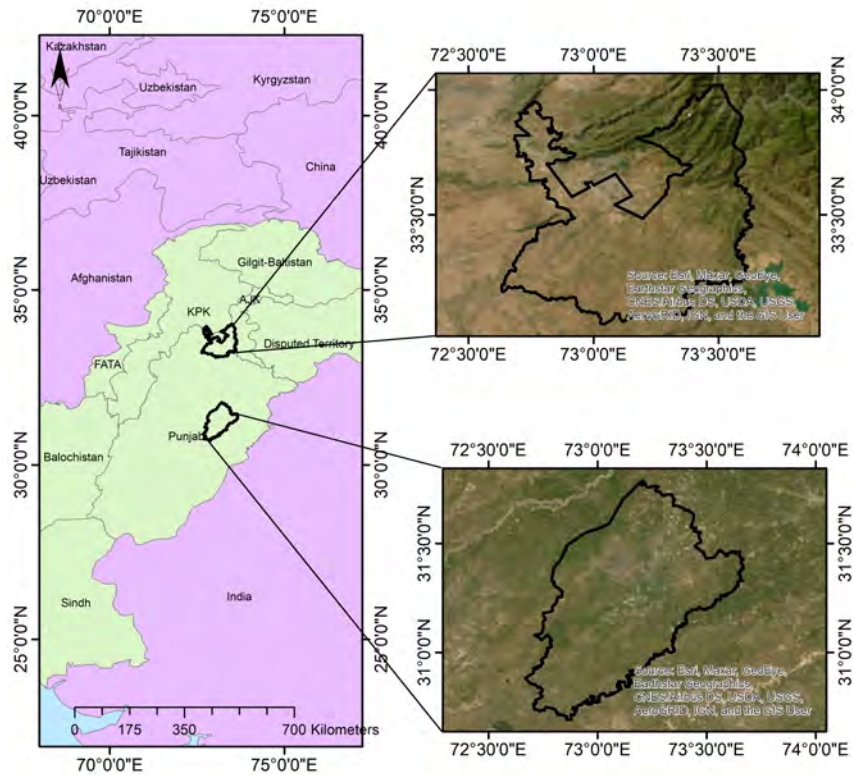 70°0'0"E 75°0'0"E
Kazakhstan
Uzbekistan
Kyrgyzstan
Tajikistan
China
Uzbekistan
Afghanistan
Gilgit-Baltistan
AJK
KPK
Disputed Territory
FATA
Punjab
Balochistan
India
Sindh
0 175 350 700 Kilometers
70°0'0"E 75°0'0"E
40°0'0"N
35°0'0"N
30°0'0"N
25°0'0"N
40°0'0"N
35°0'0"N
30°0'0"N
25°0'0"N
72°30'0"E 73°0'0"E 73°30'0"E
33°30'0"N
34°0'0"N
33°30'0"N
Source: Esri, Maxar, GeoEye,
Earthstar Geographics,
CNES/Airbus DS, USDA, USGS,
AeroGRID, IGN, and the GIS User
72°30'0"E 73°0'0"E 73°30'0"E
72°30'0"E 73°0'0"E 73°30'0"E 74°0'0"E
31°30'0"N
31°0'0"N
31°30'0"N
31°0'0"N
Source: Esri, Maxar, GeoEye,
Earthstar Geographics,
CNES/Airbus DS, USDA, USGS,
AeroGRID, IGN, and the GIS User
72°30'0"E 73°0'0"E 73°30'0"E 74°0'0"E